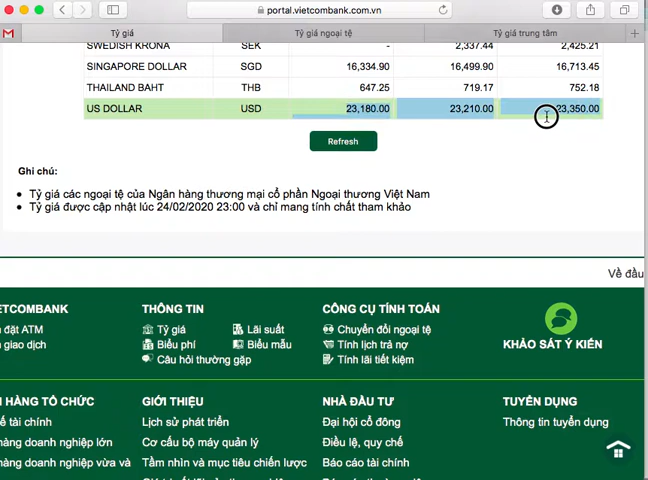 portal.vietcombank.com.vn
Tỷ giá
Tỷ giá ngoại tệ
Tỷ giá trung tâm
SWEDISH KRONA SEK - 2,337.44 2,425.21
SINGAPORE DOLLAR SGD 16,334.90 16,499.90 16,713.45
THAILAND BAHT THB 647.25 719.17 752.18
US DOLLAR USD 23,180.00 23,210.00 23,350.00
Refresh
Ghi chú:
Tỷ giá các ngoại tệ của Ngân hàng thương mại cổ phần Ngoại thương Việt Nam
Tỷ giá được cập nhật lúc 24/02/2020 23:00 và chỉ mang tính chất tham khảo
Về đầu
ETCOMBANK THÔNG TIN CÔNG CỤ TÍNH TOÁN
đặt ATM Tỷ giá Lãi suất Chuyển đổi ngoại tệ
giao dịch Biểu phí Biểu mẫu Tính lịch trả nợ
Câu hỏi thường gặp Tính lãi tiết kiệm
KHẢO SÁT Ý KIẾN
HÀNG TỔ CHỨC GIỚI THIỆU NHÀ ĐẦU TƯ TUYỂN DỤNG
ế tài chính Lịch sử phát triển Đại hội cổ đông Thông tin tuyển dụng
hàng doanh nghiệp lớn Cơ cấu bộ máy quản lý Điều lệ, quy chế
hàng doanh nghiệp vừa và Tầm nhìn và mục tiêu chiến lược Báo cáo tài chính